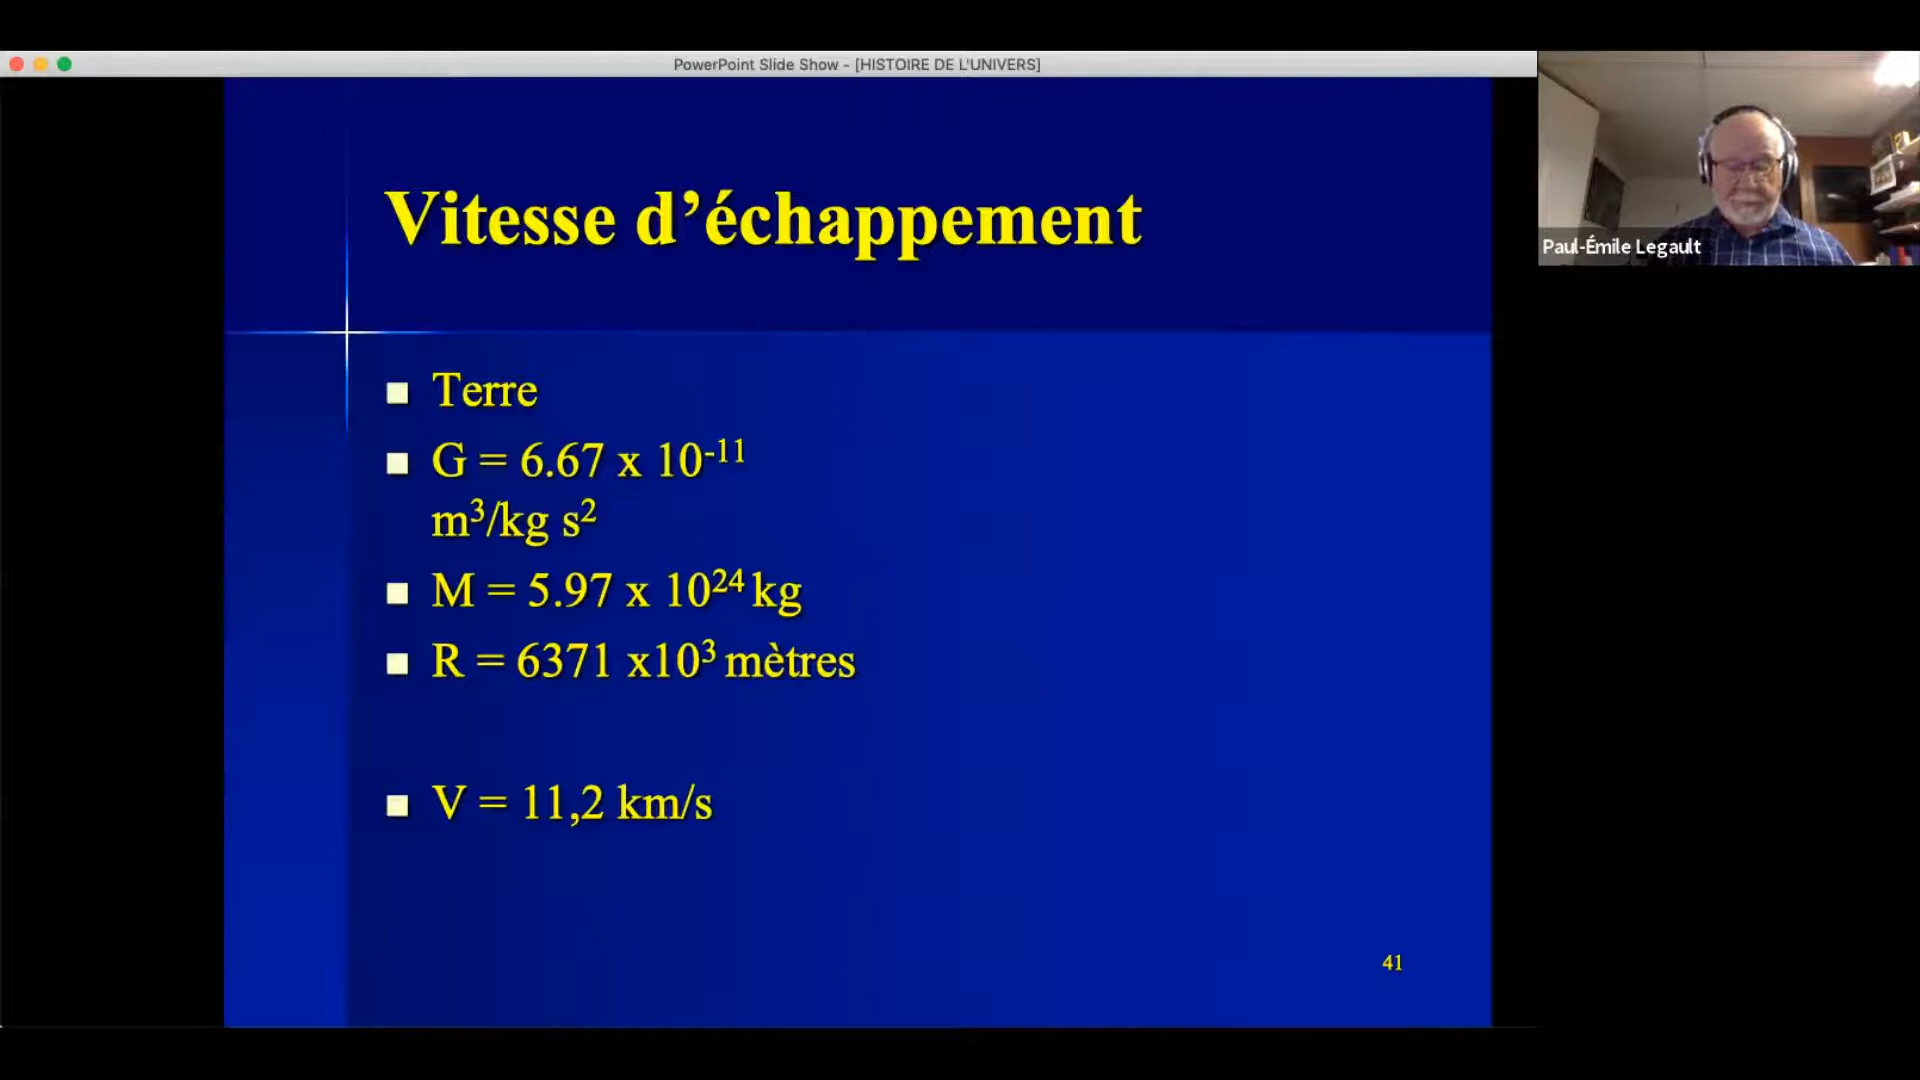 PowerPoint Slide Show - [HISTOIRE DE L'UNIVERS]
Paul-Émile Legault
Vitesse d’échappement
Terre
G = 6.67 x 10⁻¹¹
m³/kg s²
M = 5.97 x 10²⁴ kg
R = 6371 x10³ mètres
V = 11,2 km/s
41